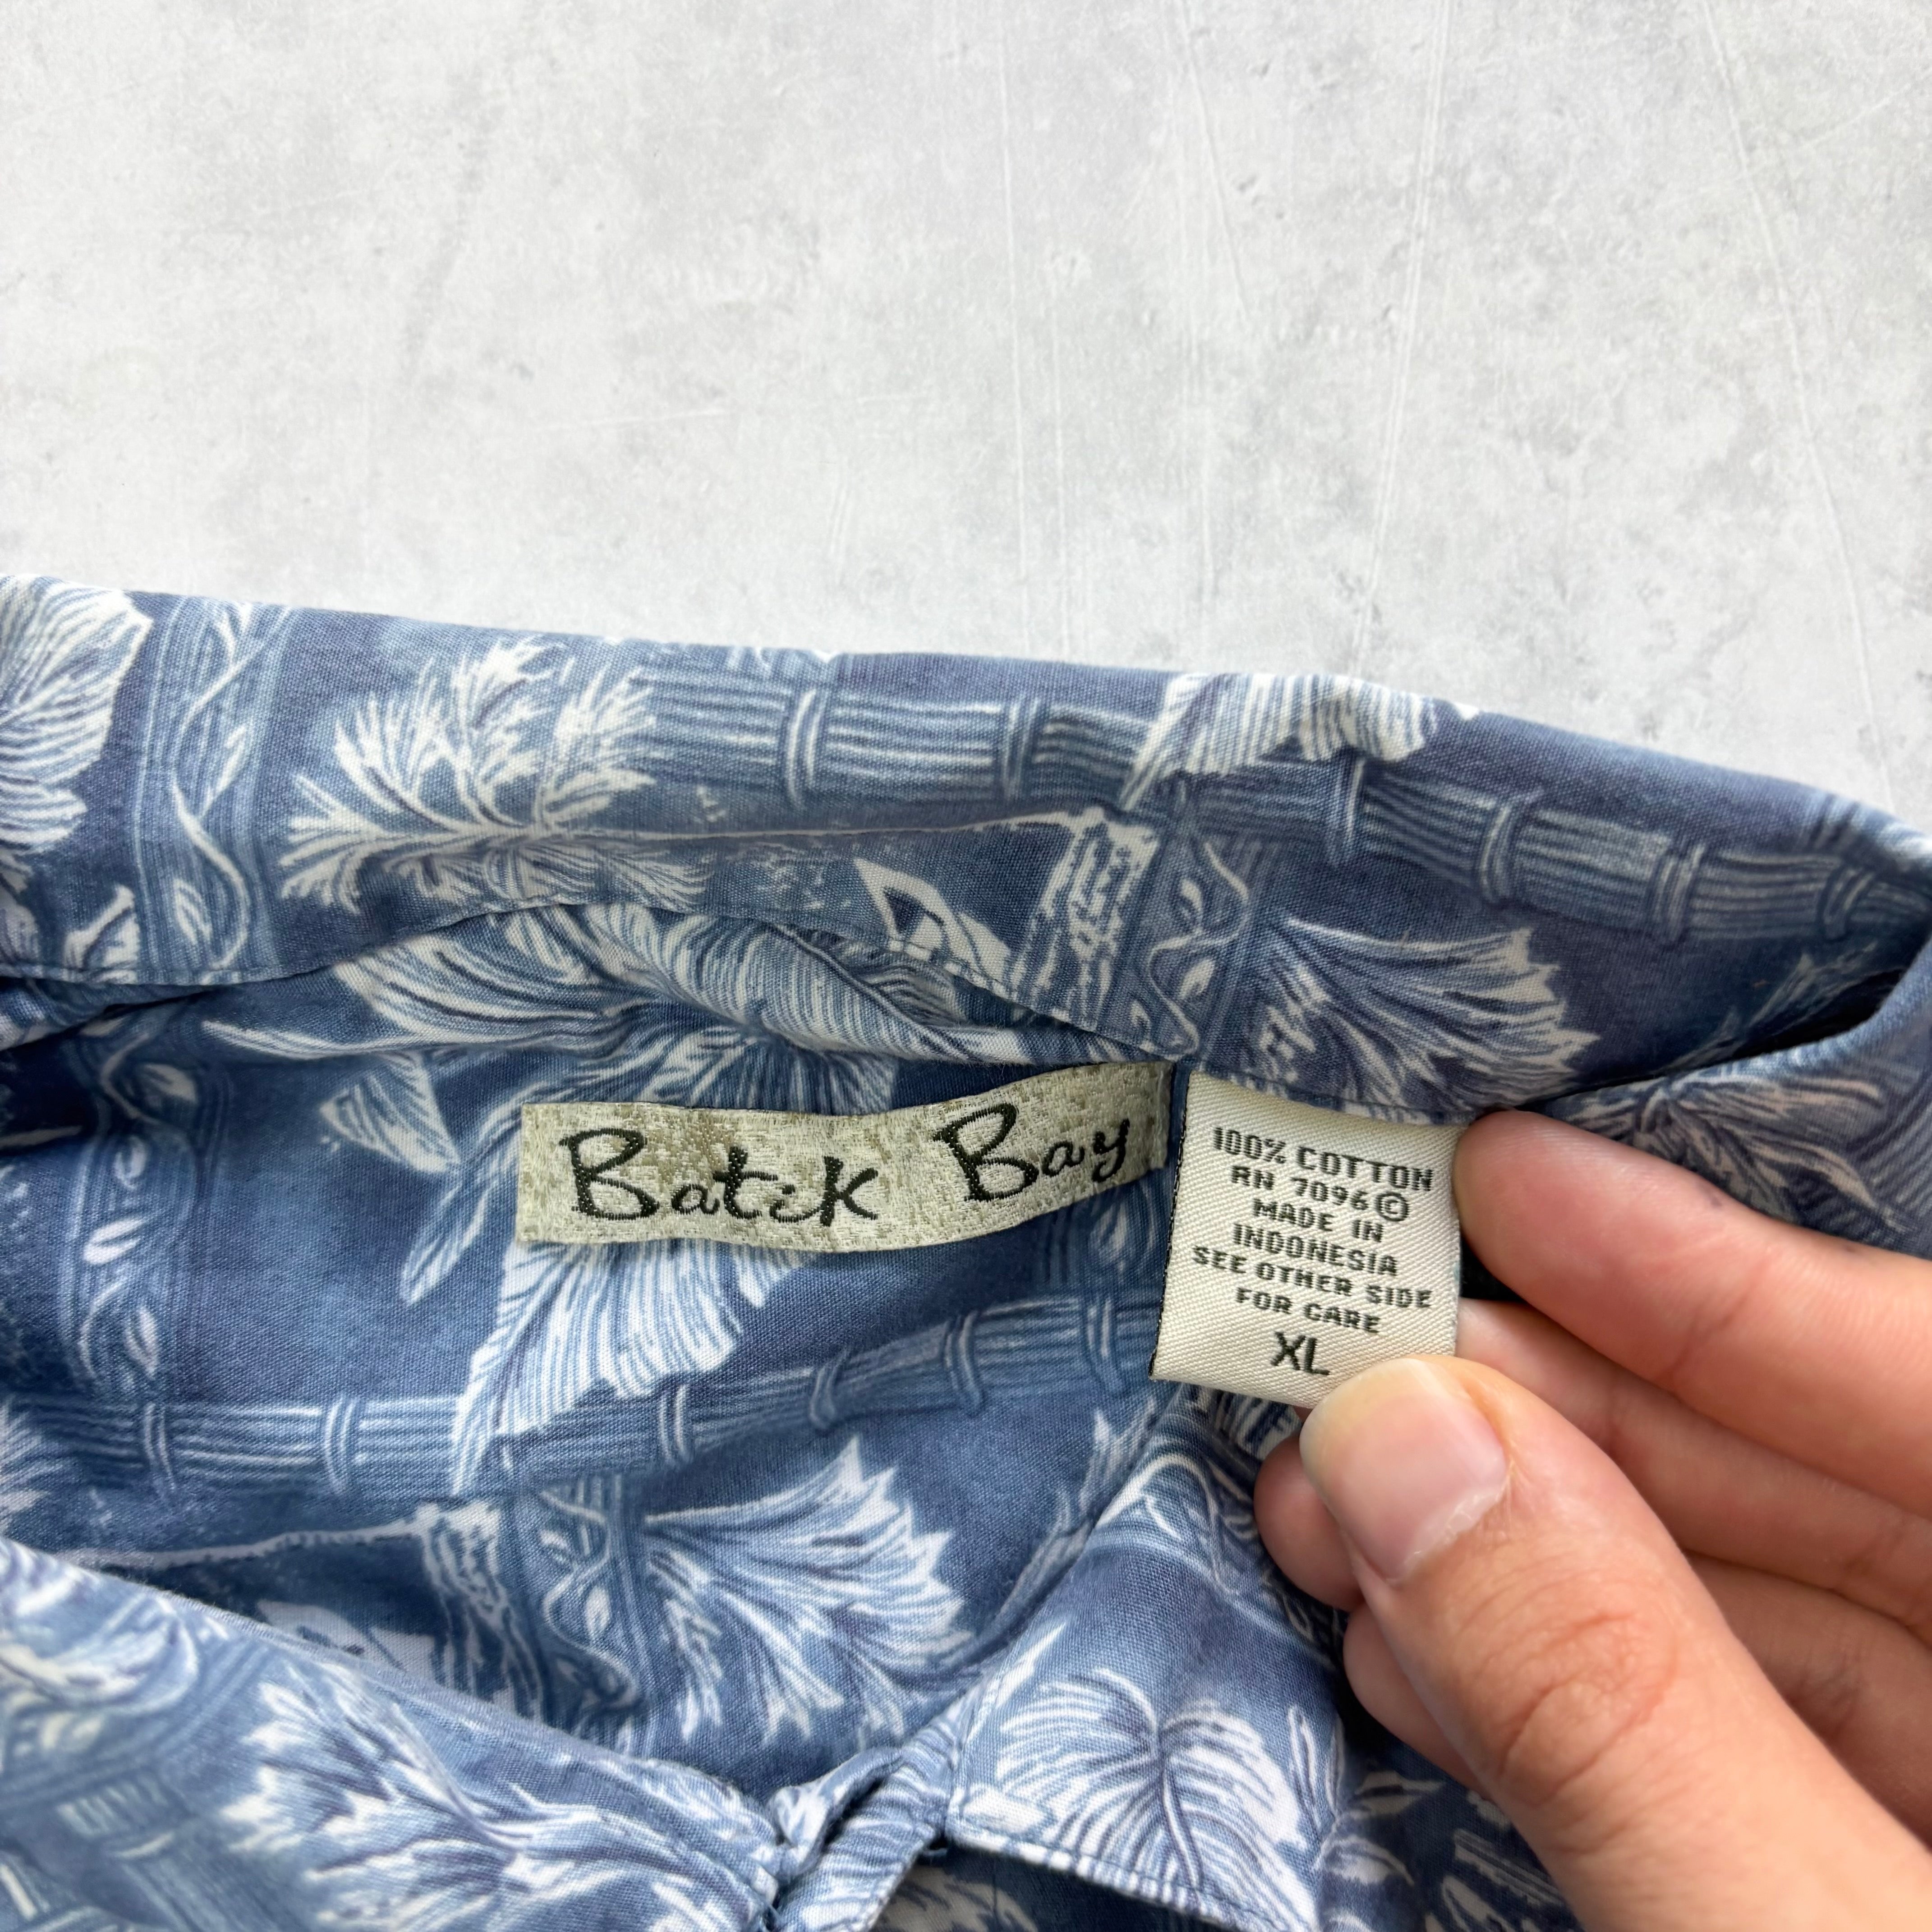 Batik Bay
100% COTTON
RN 7096©
MADE IN
INDONESIA
SEE OTHER SIDE
FOR CARE
XL